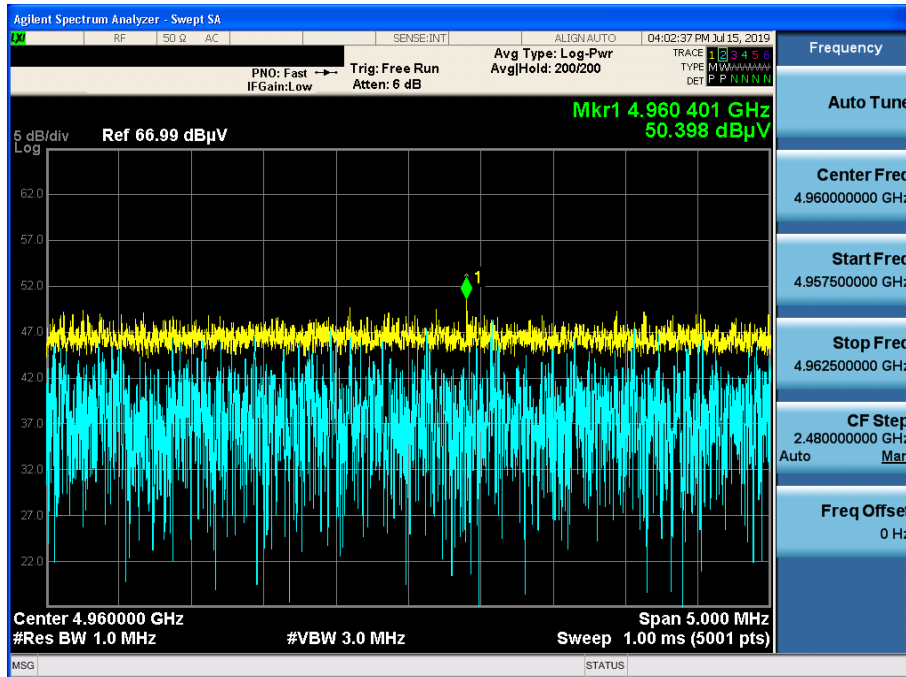 Agilent Spectrum Analyzer - Swept SA
LXI RF 50 Ω AC SENSE:INT ALIGN AUTO 04:02:37 PM Jul 15, 2019
PNO: Fast
IFGain:Low
Trig: Free Run
Atten: 6 dB
Avg Type: Log-Pwr
Avg|Hold: 200/200
TRACE 1 2 3 4 5 6
TYPE M W
DET P P N N N N
Mkr1 4.960 401 GHz
50.398 dBμV
5 dB/div
Log
Ref 66.99 dBμV
62.0
57.0
52.0
47.0
42.0
37.0
32.0
27.0
22.0
1
Center 4.960000 GHz
Span 5.000 MHz
#Res BW 1.0 MHz
#VBW 3.0 MHz
Sweep 1.00 ms (5001 pts)
MSG
STATUS
Frequency
Auto Tune
Center Freq
4.960000000 GHz
Start Freq
4.957500000 GHz
Stop Freq
4.962500000 GHz
CF Step
2.480000000 GHz
Auto Man
Freq Offset
0 Hz